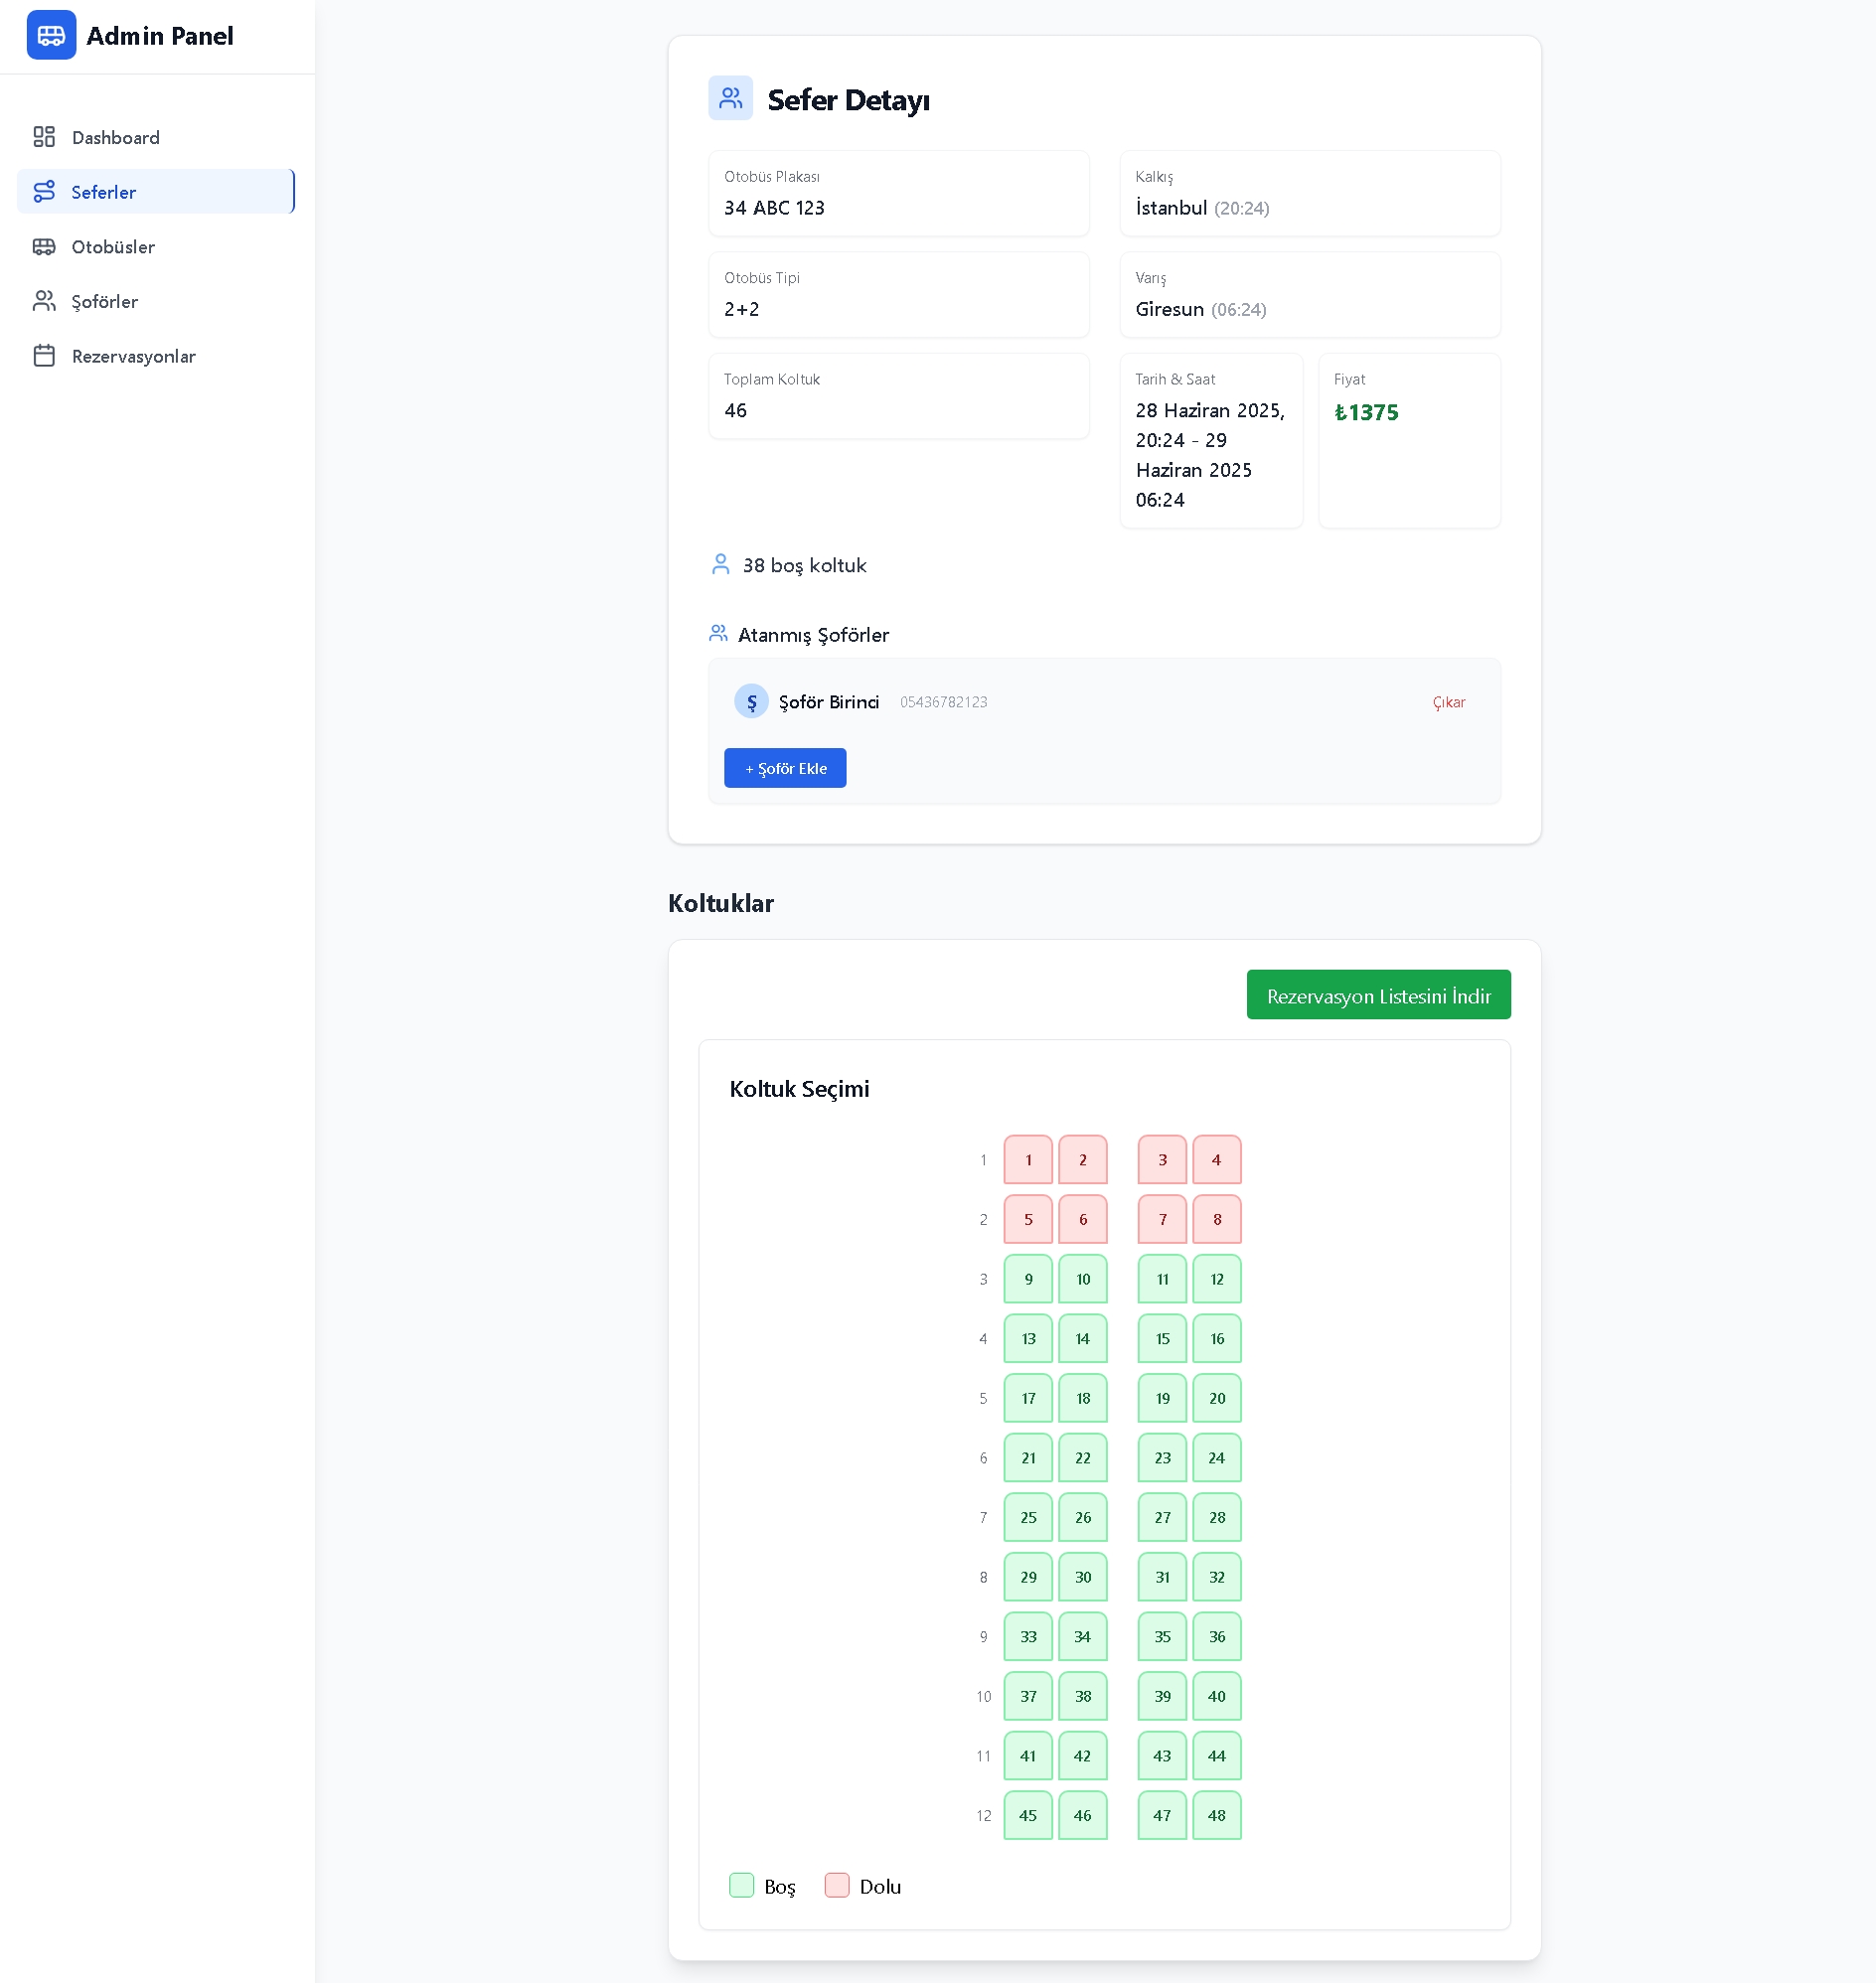 Admin Panel
Dashboard
Seferler
Otobüsler
Şoförler
Rezervasyonlar
Sefer Detayı
Otobüs Plakası
34 ABC 123
Kalkış
İstanbul (20:24)
Otobüs Tipi
2+2
Varış
Giresun (06:24)
Toplam Koltuk
46
Tarih & Saat
28 Haziran 2025,
20:24 - 29
Haziran 2025
06:24
Fiyat
₺1375
38 boş koltuk
Atanmış Şoförler
Ş Şoför Birinci 05436782123 Çıkar
+ Şoför Ekle
Koltuklar
Rezervasyon Listesini İndir
Koltuk Seçimi
1 1 2 3 4
2 5 6 7 8
3 9 10 11 12
4 13 14 15 16
5 17 18 19 20
6 21 22 23 24
7 25 26 27 28
8 29 30 31 32
9 33 34 35 36
10 37 38 39 40
11 41 42 43 44
12 45 46 47 48
Boş Dolu